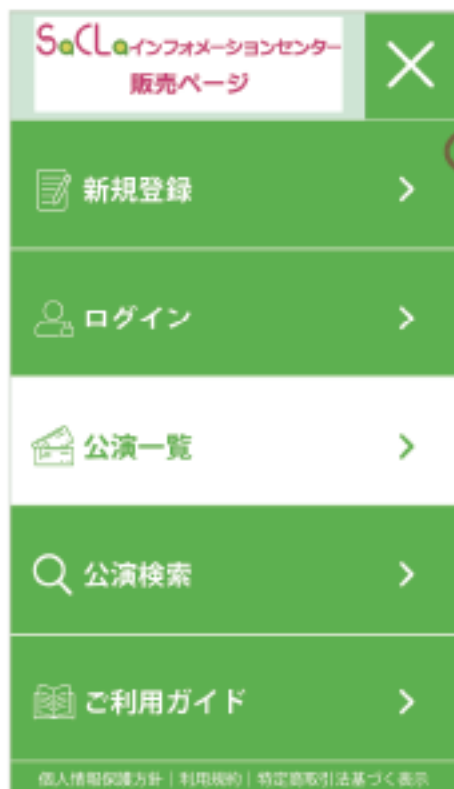 SaCLaインフォメーションセンター
販売ページ
新規登録
ログイン
公演一覧
公演検索
ご利用ガイド
個人情報保護方針｜利用規約｜特定商取引法基づく表示